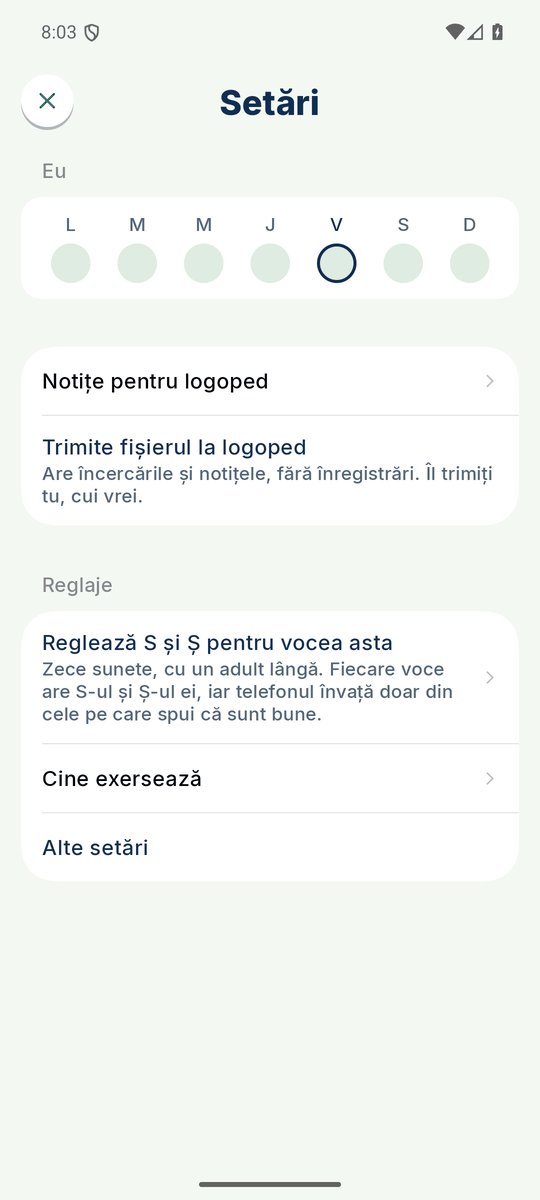 8:03
Setări
Eu
L M M J V S D
Notițe pentru logoped
Trimite fișierul la logoped
Are încercările și notițele, fără înregistrări. Îl trimiți
tu, cui vrei.
Reglaje
Reglează S și Ș pentru vocea asta
Zece sunete, cu un adult lângă. Fiecare voce
are S-ul și Ș-ul ei, iar telefonul învață doar din
cele pe care spui că sunt bune.
Cine exersează
Alte setări